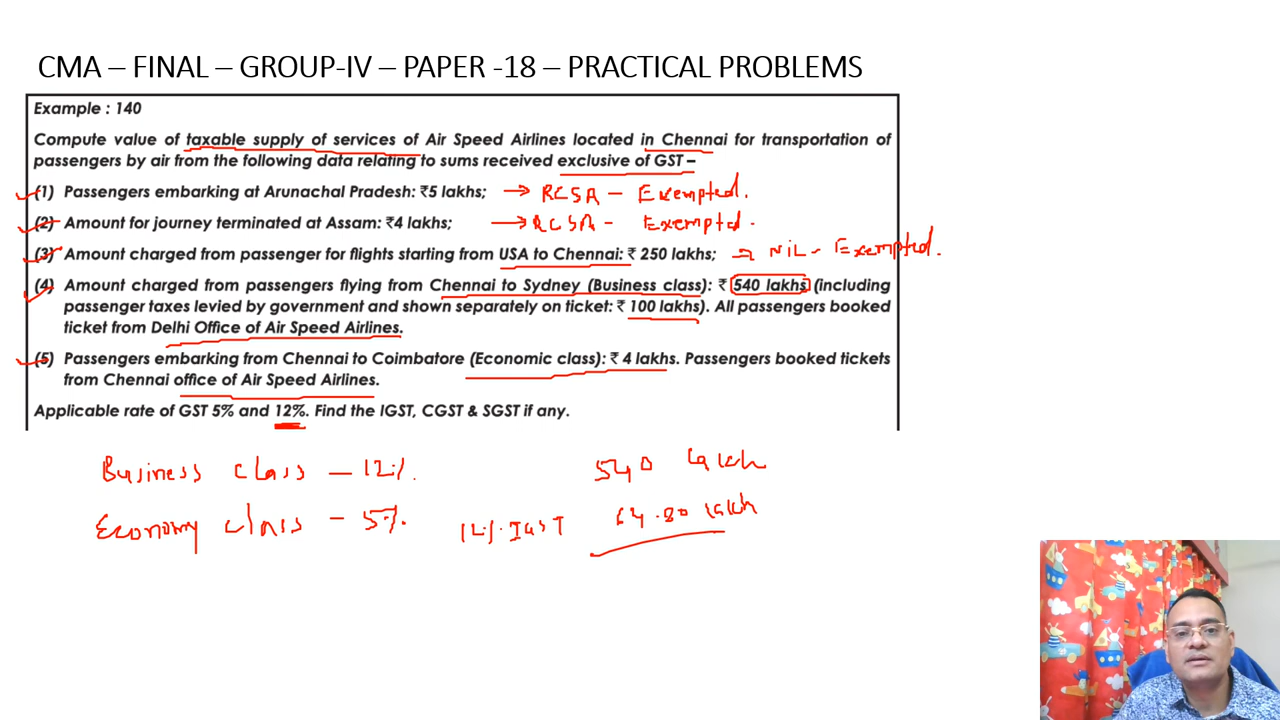 CMA – FINAL – GROUP-IV – PAPER -18 – PRACTICAL PROBLEMS
Example : 140
Compute value of taxable supply of services of Air Speed Airlines located in Chennai for transportation of
passengers by air from the following data relating to sums received exclusive of GST –
(1) Passengers embarking at Arunachal Pradesh: ₹5 lakhs; → RCSA – Exempted.
(2) Amount for journey terminated at Assam: ₹4 lakhs; → RCSA – Exempted.
(3) Amount charged from passenger for flights starting from USA to Chennai: ₹ 250 lakhs; → NIL – Exempted.
(4) Amount charged from passengers flying from Chennai to Sydney (Business class): ₹ 540 lakhs (including
passenger taxes levied by government and shown separately on ticket: ₹ 100 lakhs). All passengers booked
ticket from Delhi Office of Air Speed Airlines.
(5) Passengers embarking from Chennai to Coimbatore (Economic class): ₹ 4 lakhs. Passengers booked tickets
from Chennai office of Air Speed Airlines.
Applicable rate of GST 5% and 12%. Find the IGST, CGST & SGST if any.
Business class – 12%. 540 lakh
Economy class – 5%. 12%. IGST 64.80 lakh